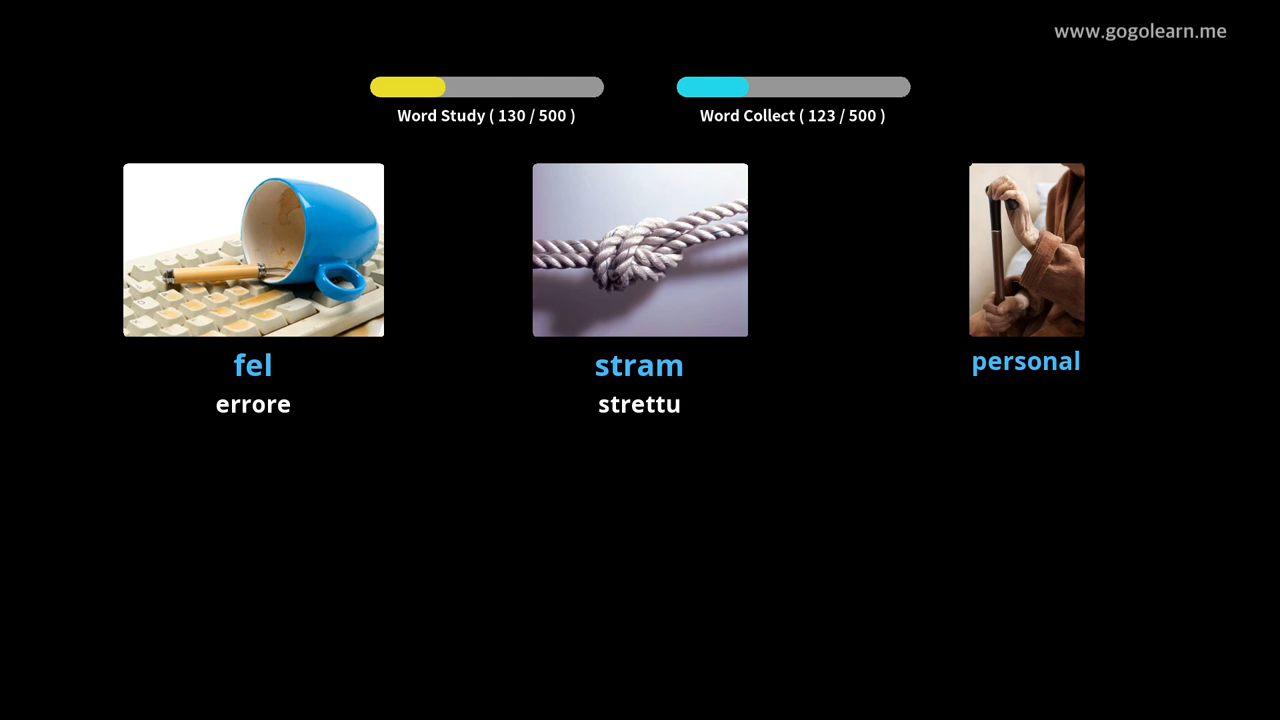 www.gogolearn.me
Word Study ( 130 / 500 )
Word Collect ( 123 / 500 )
fel
errore
stram
strettu
personal